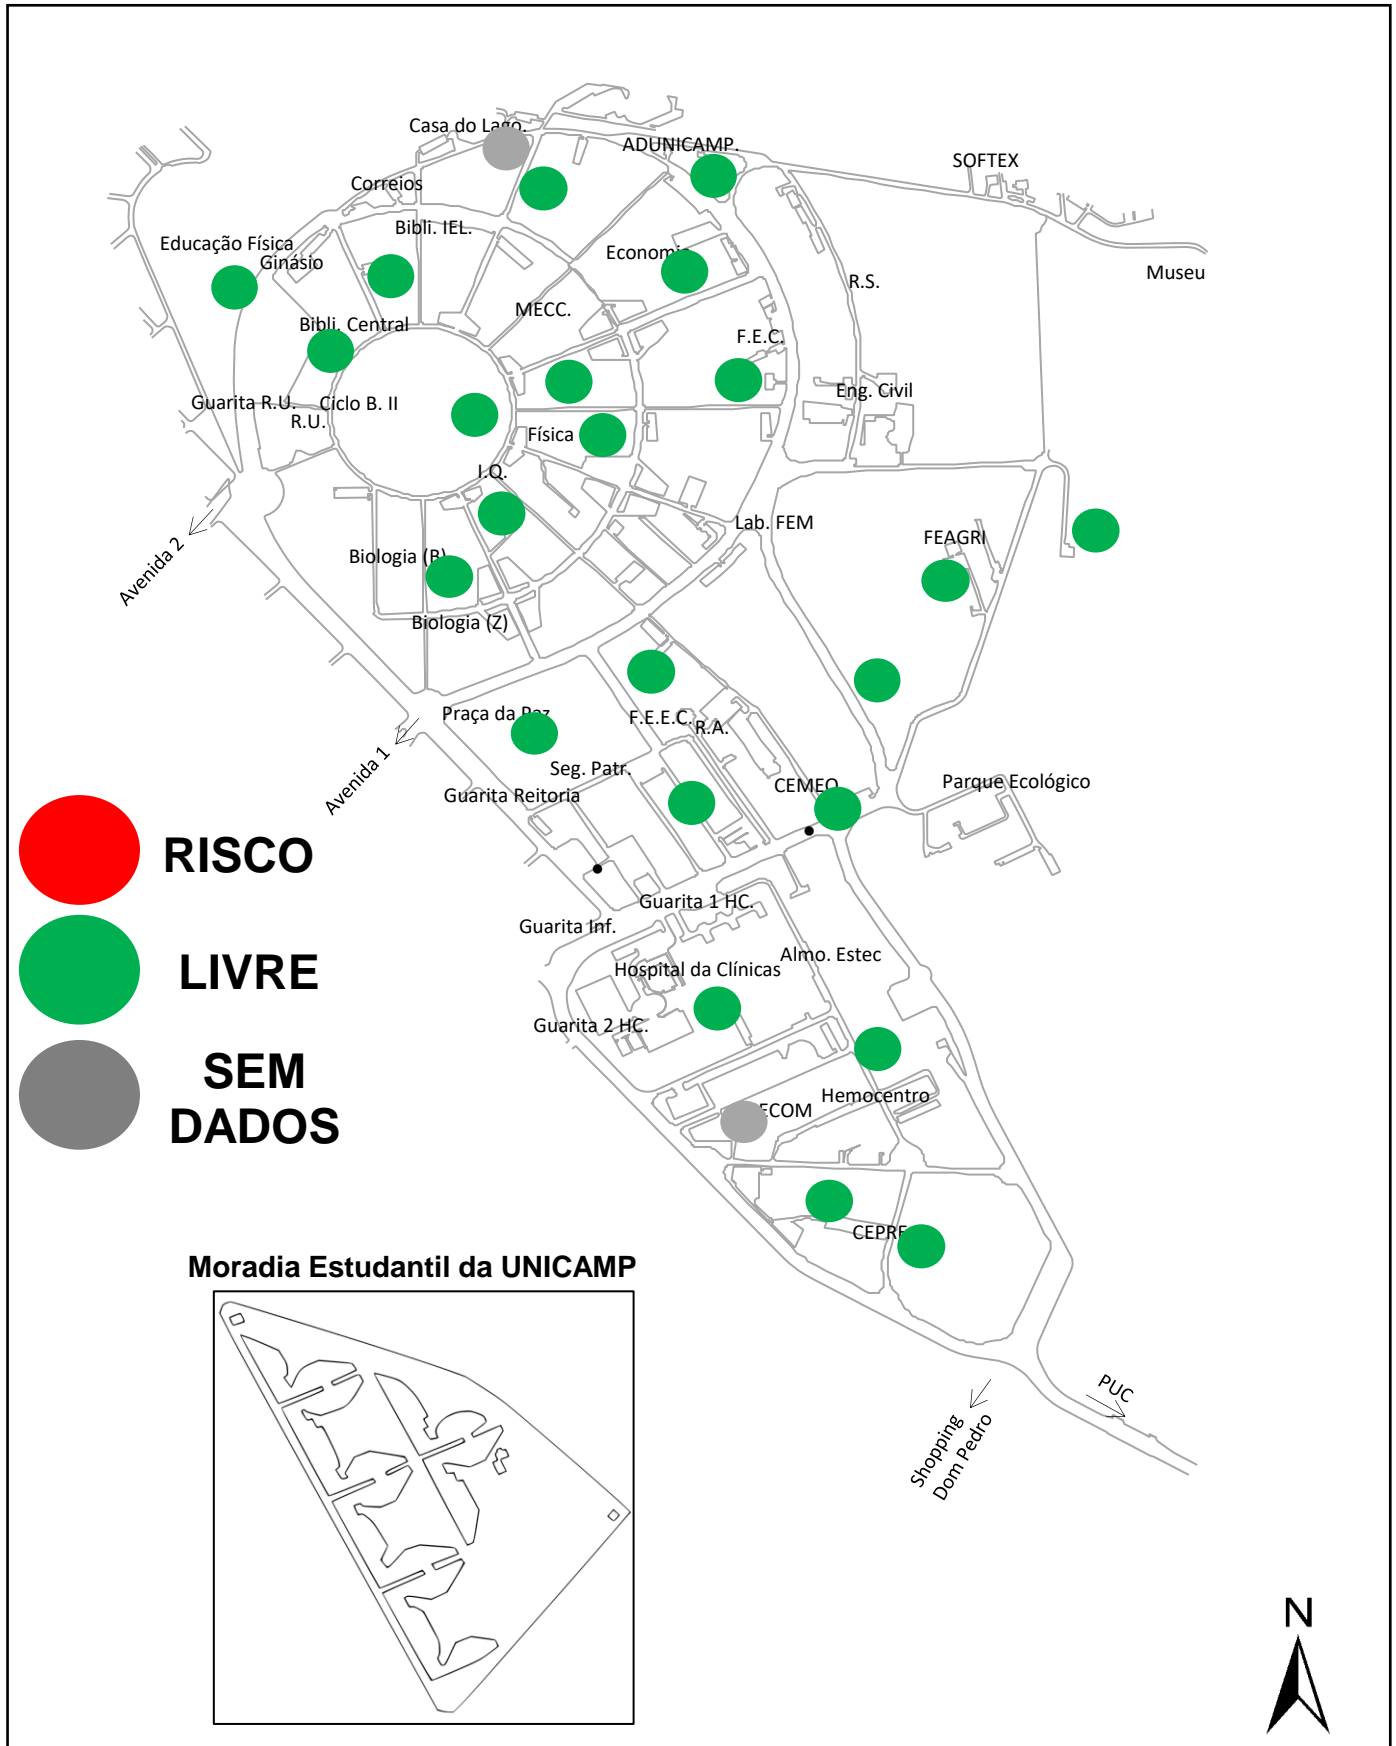 Casa do Lago.
ADUNICAMP.
SOFTEX
Correios
Bibli. IEL.
Educação Física
Ginásio
Economia
Museu
R.S.
MECC.
Bibli. Central
F.E.C.
Eng. Civil
Guarita R.U.
Ciclo B. II
R.U.
Física
I.Q.
Lab. FEM
FEAGRI
Avenida 2
Biologia (B)
Biologia (Z)
Praça da Paz
F.E.E.C.
R.A.
Avenida 1
Seg. Patr.
Guarita Reitoria
CEMEQ
Parque Ecológico
RISCO
Guarita 1 HC.
Guarita Inf.
Almo. Estec
LIVRE
Hospital da Clínicas
Guarita 2 HC.
SEM
DADOS
Hemocentro
ECOM
CEPRE
Moradia Estudantil da UNICAMP
PUC
Shopping
Dom Pedro
N